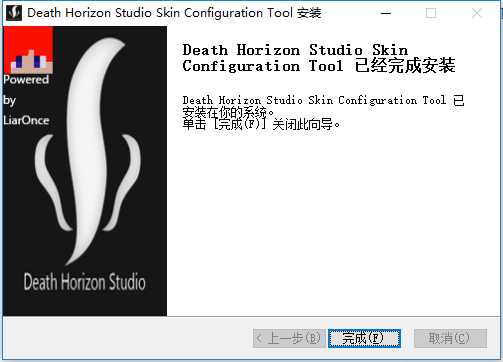 Death Horizon Studio Skin Configuration Tool 安装
Powered
by
LiarOnce
Death Horizon Studio
Death Horizon Studio Skin
Configuration Tool 已经完成安装
Death Horizon Studio Skin Configuration Tool 已
安装在你的系统。
单击 [完成(F)] 关闭此向导。
< 上一步(B)
完成(F)
取消(C)